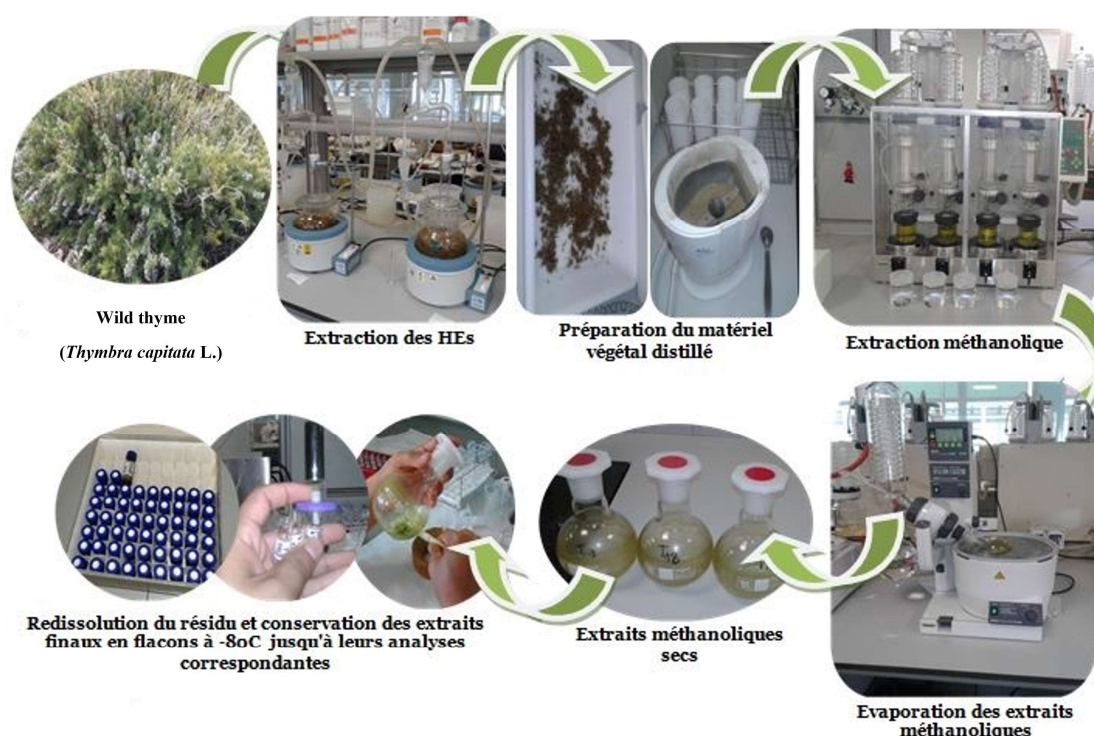 Wild thyme
(Thymbra capitata L.)
Extraction des HEs
Préparation du matériel
végétal distillé
Extraction méthanolique
Evaporation des extraits
méthanoliques
Extraits méthanoliques
secs
Redissolution du résidu et conservation des extraits
finaux en flacons à -80C jusqu'à leurs analyses
correspondantes